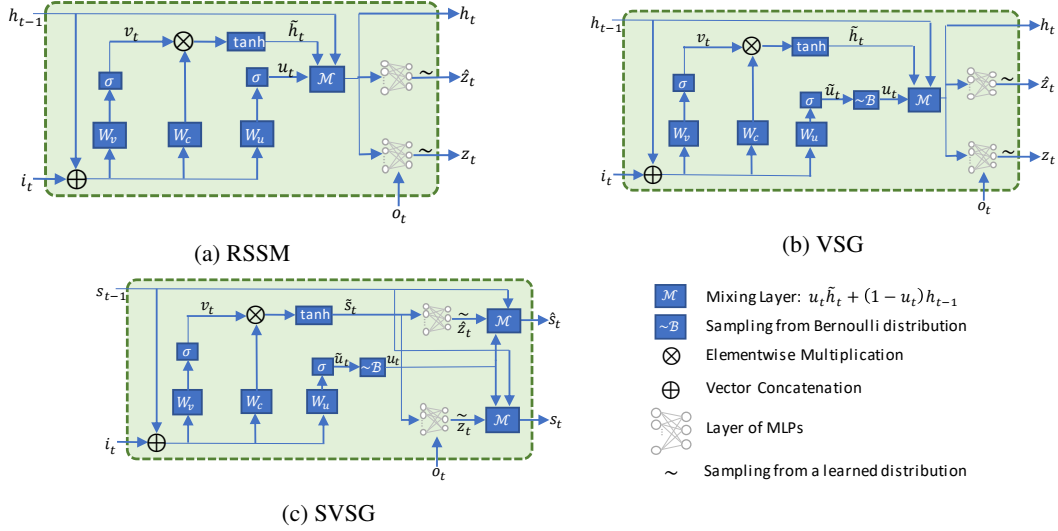 h_{t-1}
v_t
tanh
h̃_t
h_t
σ
σ
u_t
ℳ
~
ẑ_t
W_v
W_c
W_u
~
z_t
i_t
o_t
(a) RSSM
h_{t-1}
v_t
tanh
h̃_t
h_t
σ
σ
ũ_t
~ℬ
u_t
ℳ
~
ẑ_t
W_v
W_c
W_u
~
z_t
i_t
o_t
(b) VSG
s_{t-1}
v_t
tanh
s̃_t
~
ẑ_t
ℳ
ŝ_t
σ
σ
ũ_t
~ℬ
u_t
W_v
W_c
W_u
~
z_t
ℳ
s_t
i_t
o_t
(c) SVSG
ℳ Mixing Layer: u_t h̃_t + (1 − u_t) h_{t-1}
~ℬ Sampling from Bernoulli distribution
⊗ Elementwise Multiplication
⊕ Vector Concatenation
Layer of MLPs
~ Sampling from a learned distribution